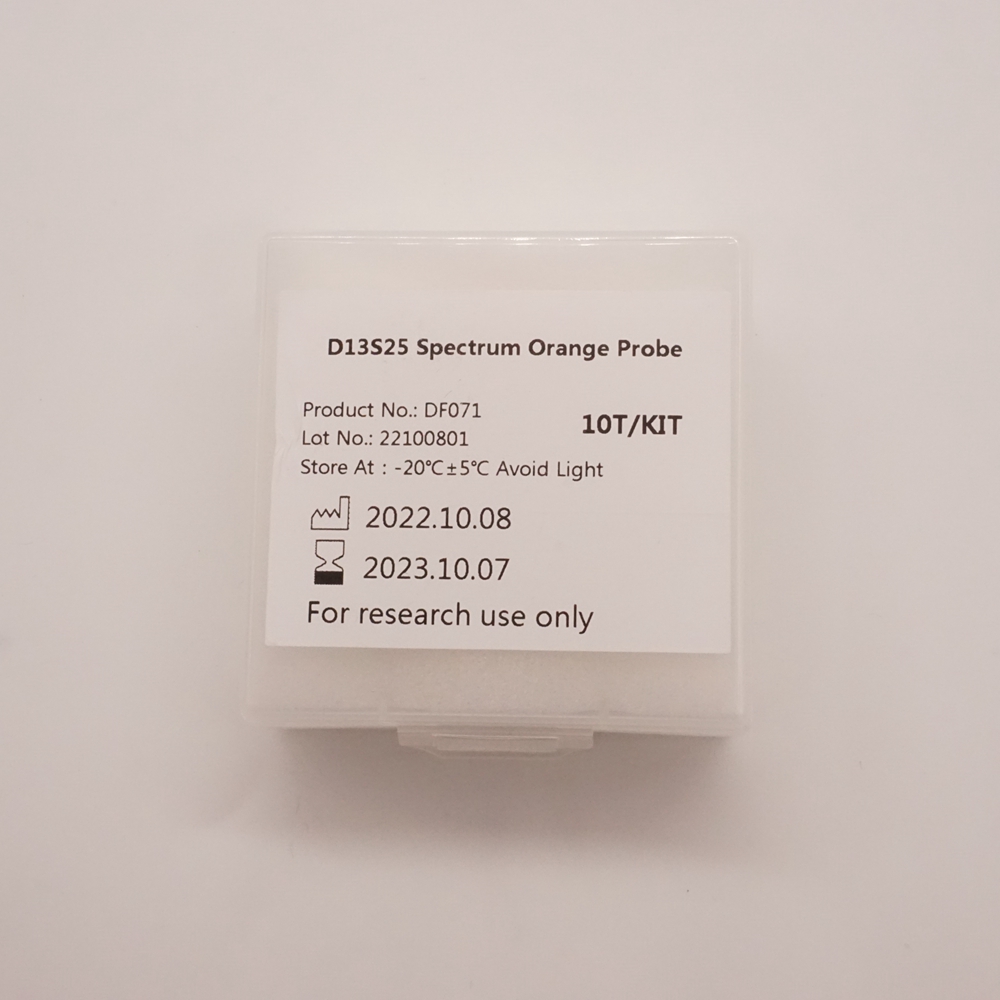 D13S25 Spectrum Orange Probe
Product No.: DF071
10T/KIT
Lot No.: 22100801
Store At : -20℃±5℃ Avoid Light
2022.10.08
2023.10.07
For research use only